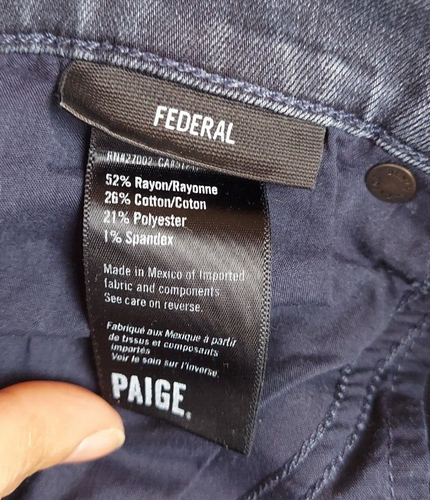 FEDERAL
RN#27002
52% Rayon/Rayonne
26% Cotton/Coton
21% Polyester
1% Spandex
Made in Mexico of Imported
fabric and components.
See care on reverse.
Fabriqué aux Mexique à partir
de tissus et composants
importés
Voir le soin sur l'inverse.
PAIGE®